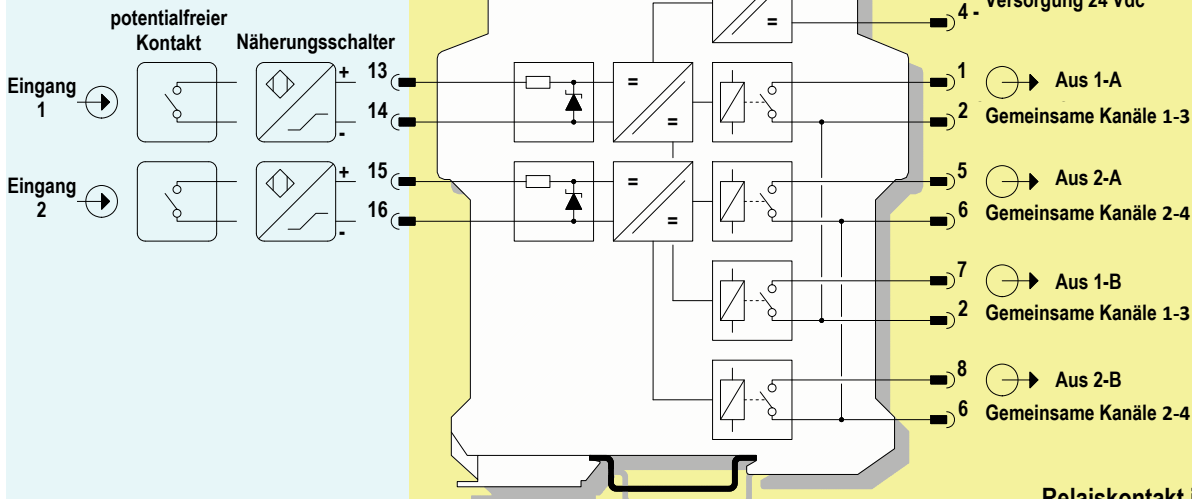 4 - Versorgung 24 Vdc
potentialfreier
Kontakt
Näherungsschalter
Eingang
1
+ 13
14
-
Eingang
2
+ 15
16
-
=
=
=
=
=
=
1 Aus 1-A
2 Gemeinsame Kanäle 1-3
5 Aus 2-A
6 Gemeinsame Kanäle 2-4
7 Aus 1-B
2 Gemeinsame Kanäle 1-3
8 Aus 2-B
6 Gemeinsame Kanäle 2-4
Relaiskontakt